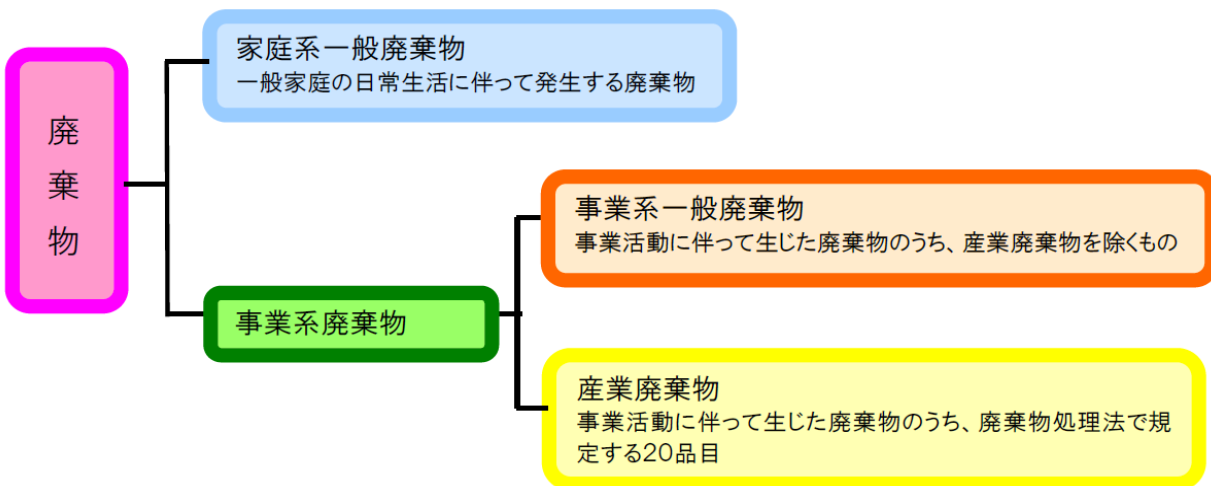 廃棄物
家庭系一般廃棄物
一般家庭の日常生活に伴って発生する廃棄物
事業系廃棄物
事業系一般廃棄物
事業活動に伴って生じた廃棄物のうち、産業廃棄物を除くもの
産業廃棄物
事業活動に伴って生じた廃棄物のうち、廃棄物処理法で規
定する20品目